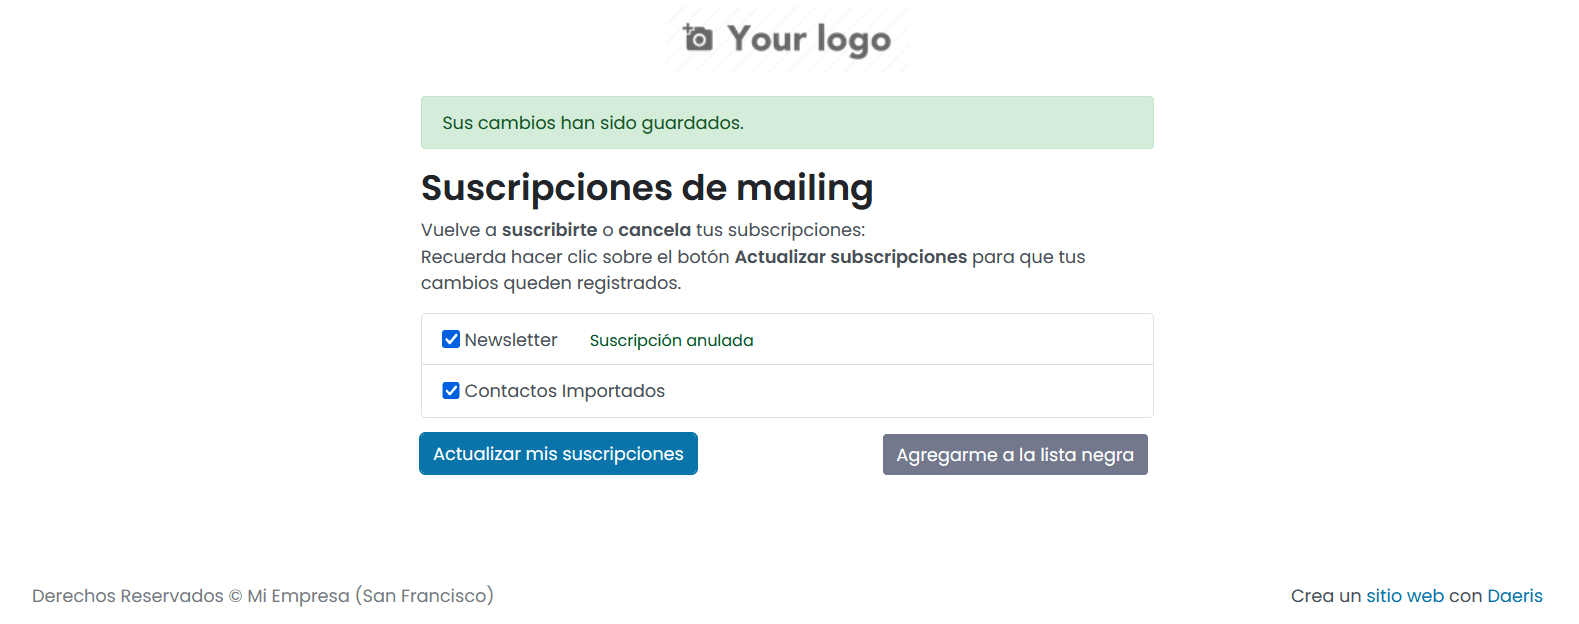 Your logo
Sus cambios han sido guardados.
Suscripciones de mailing
Vuelve a suscribirte o cancela tus subscripciones:
Recuerda hacer clic sobre el botón Actualizar subscripciones para que tus
cambios queden registrados.
Newsletter Suscripción anulada
Contactos Importados
Actualizar mis suscripciones Agregarme a la lista negra
Derechos Reservados © Mi Empresa (San Francisco) Crea un sitio web con Daeris